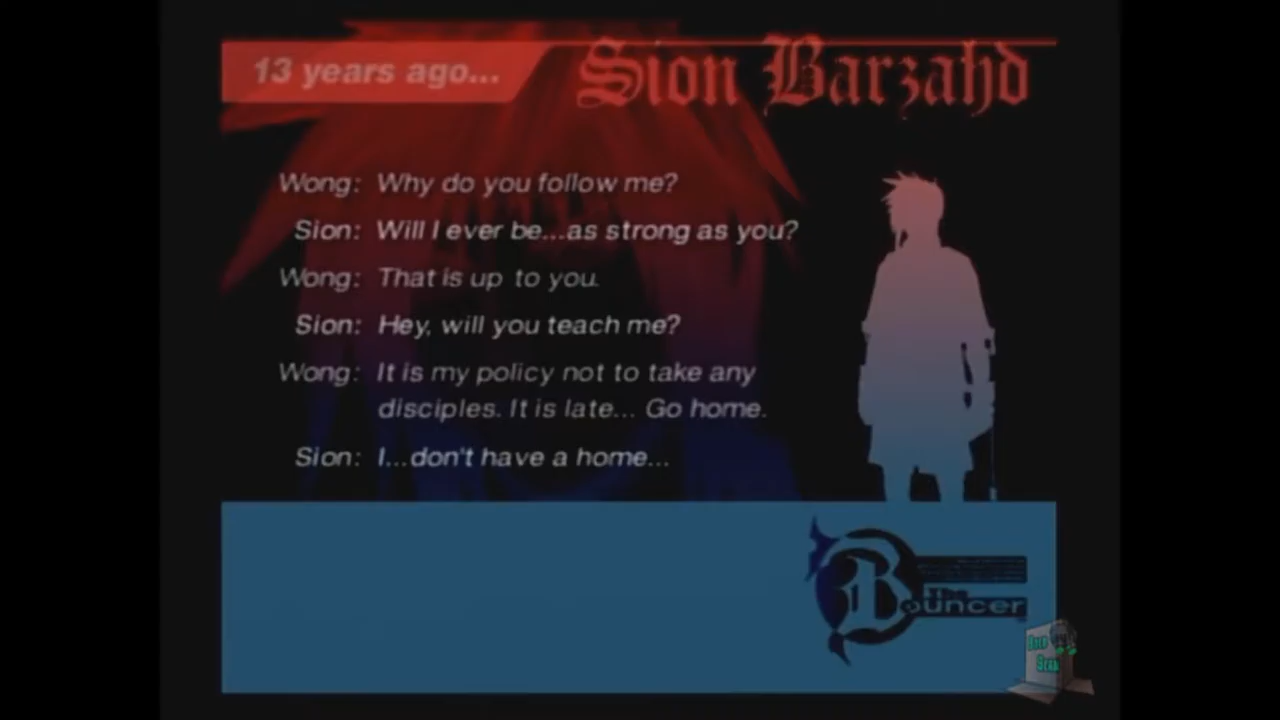 13 years ago...
Sion Barzahd
Wong: Why do you follow me?
Sion: Will I ever be...as strong as you?
Wong: That is up to you.
Sion: Hey, will you teach me?
Wong: It is my policy not to take any
disciples. It is late... Go home.
Sion: I...don't have a home...
The
Bouncer